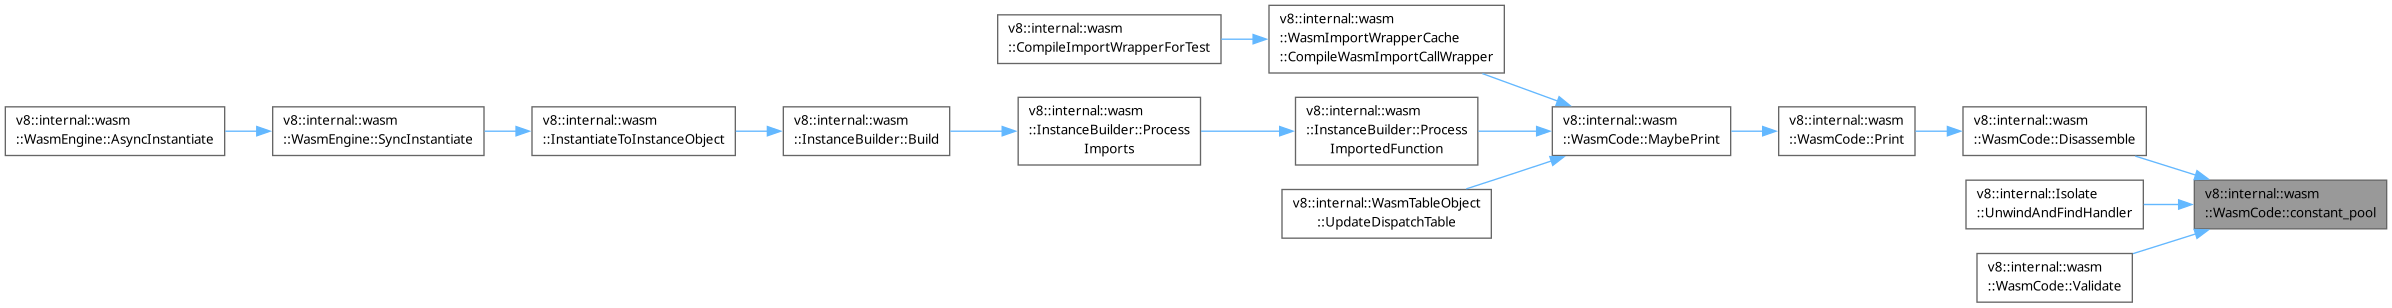 v8::internal::wasm
::WasmEngine::AsyncInstantiate
v8::internal::wasm
::WasmEngine::SyncInstantiate
v8::internal::wasm
::InstantiateToInstanceObject
v8::internal::wasm
::InstanceBuilder::Build
v8::internal::wasm
::InstanceBuilder::Process
Imports
v8::internal::wasm
::CompileImportWrapperForTest
v8::internal::wasm
::WasmImportWrapperCache
::CompileWasmImportCallWrapper
v8::internal::wasm
::InstanceBuilder::Process
ImportedFunction
v8::internal::WasmTableObject
::UpdateDispatchTable
v8::internal::wasm
::WasmCode::MaybePrint
v8::internal::wasm
::WasmCode::Print
v8::internal::wasm
::WasmCode::Disassemble
v8::internal::Isolate
::UnwindAndFindHandler
v8::internal::wasm
::WasmCode::Validate
v8::internal::wasm
::WasmCode::constant_pool